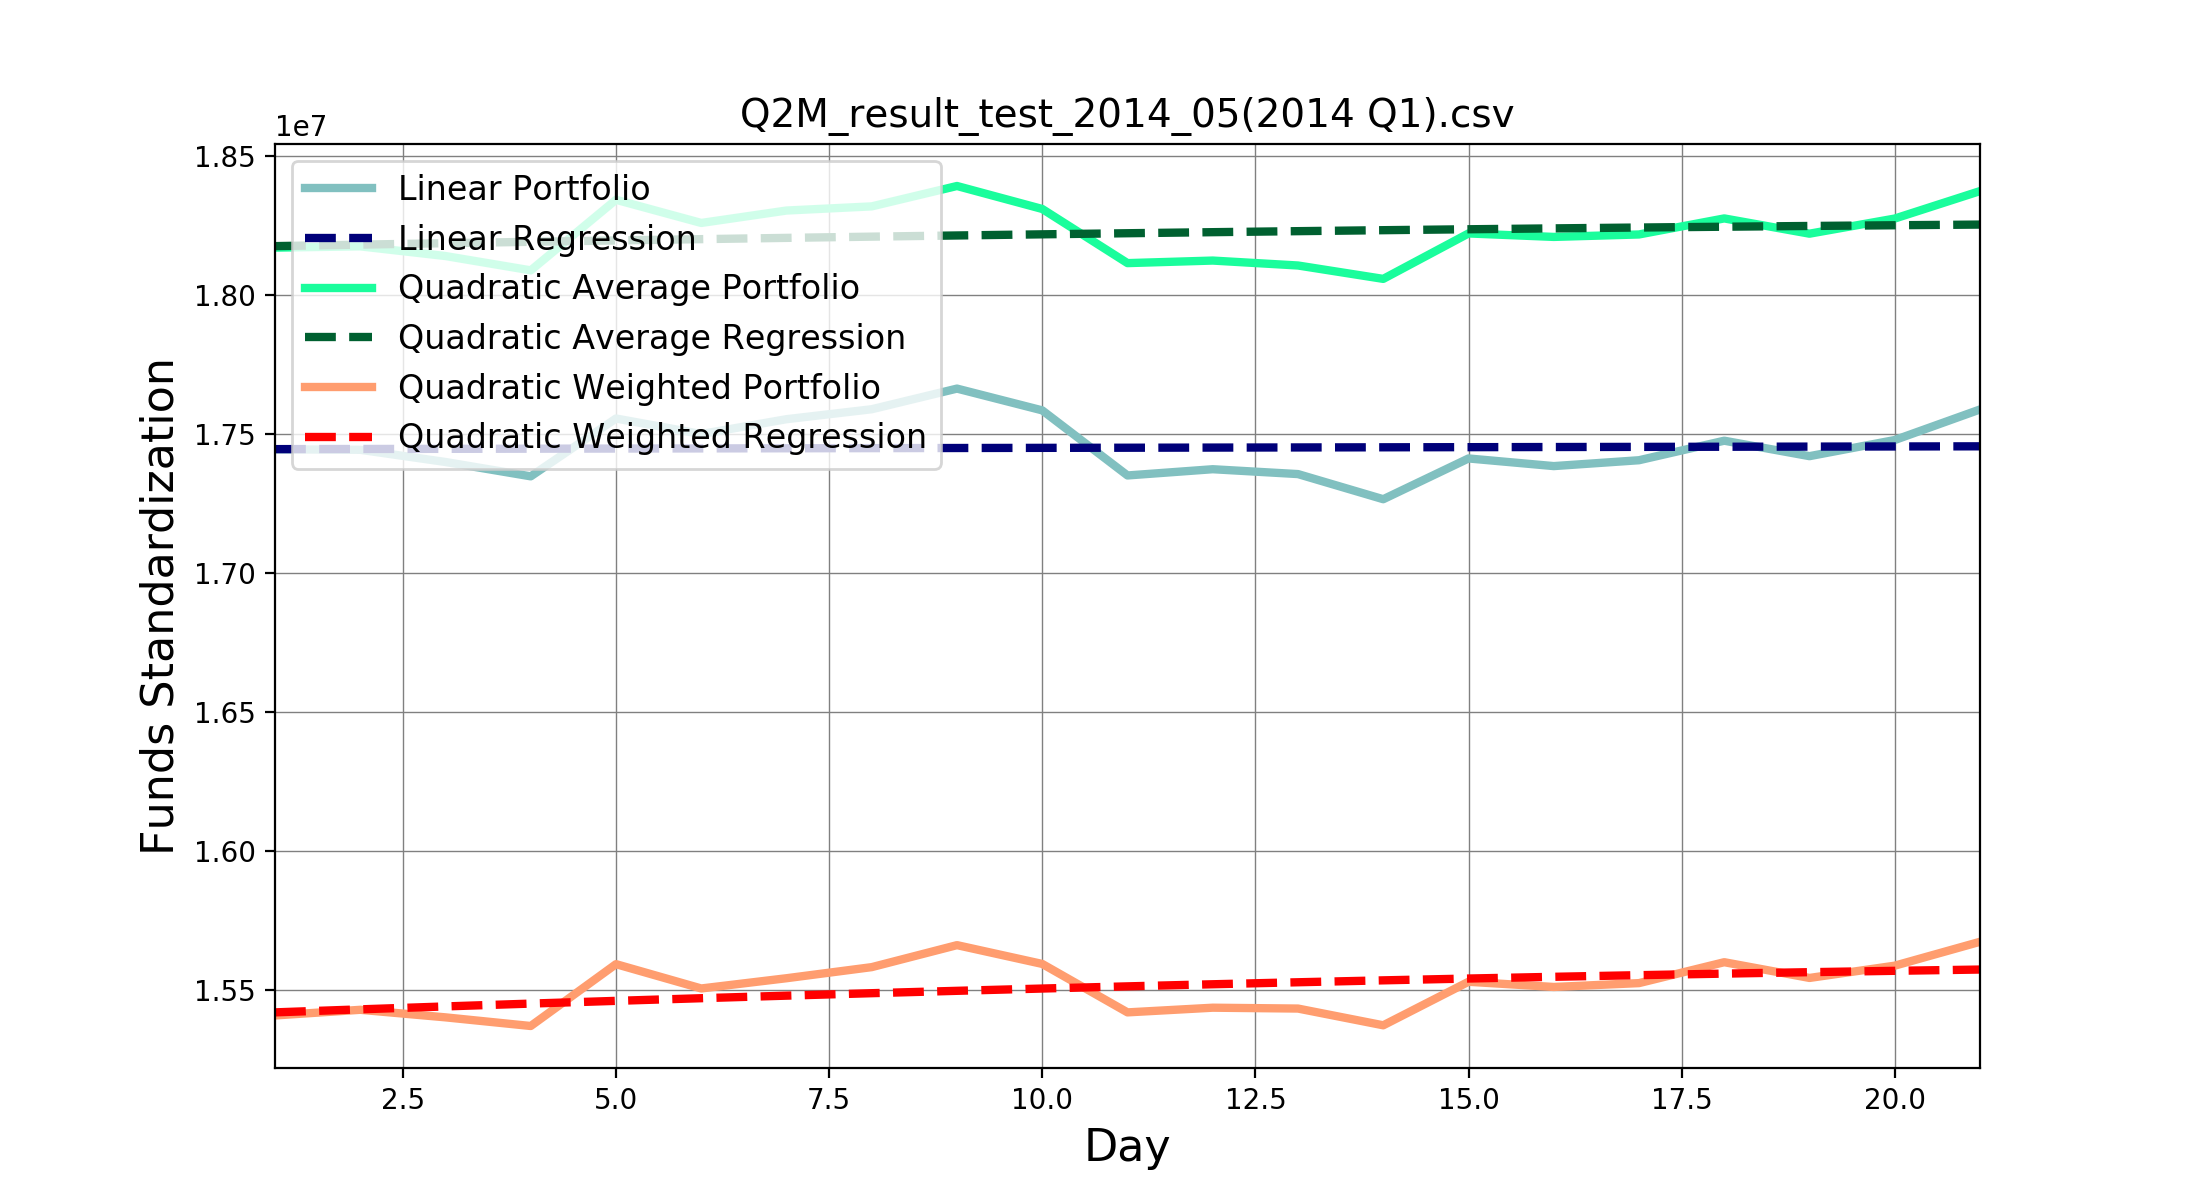 Q2M_result_test_2014_05(2014 Q1).csv
1e7
1.85
1.80
1.75
1.70
1.65
1.60
1.55
Funds Standardization
Linear Portfolio
Linear Regression
Quadratic Average Portfolio
Quadratic Average Regression
Quadratic Weighted Portfolio
Quadratic Weighted Regression
2.5 5.0 7.5 10.0 12.5 15.0 17.5 20.0
Day